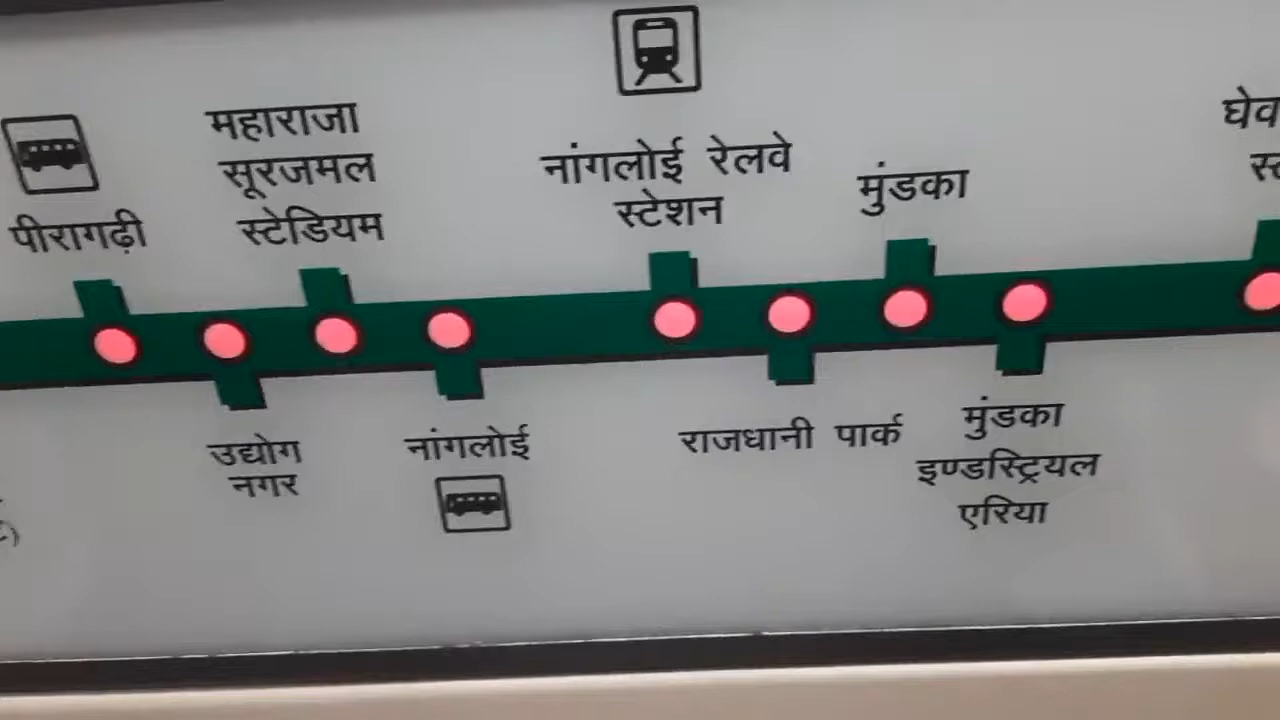 महाराजा
सूरजमल
स्टेडियम
पीरागढ़ी
नांगलोई रेलवे
स्टेशन
मुंडका
उद्योग
नगर
नांगलोई
राजधानी पार्क
मुंडका
इण्डस्ट्रियल
एरिया